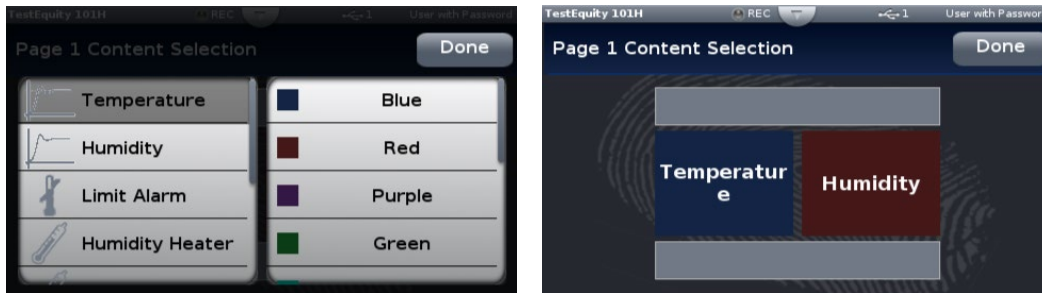 TestEquity 101H REC 1 User with Password
Page 1 Content Selection Done
Temperature Blue
Humidity Red
Limit Alarm Purple
Humidity Heater Green
TestEquity 101H REC 1 User with Passwor
Page 1 Content Selection Done
Temperatur
e
Humidity